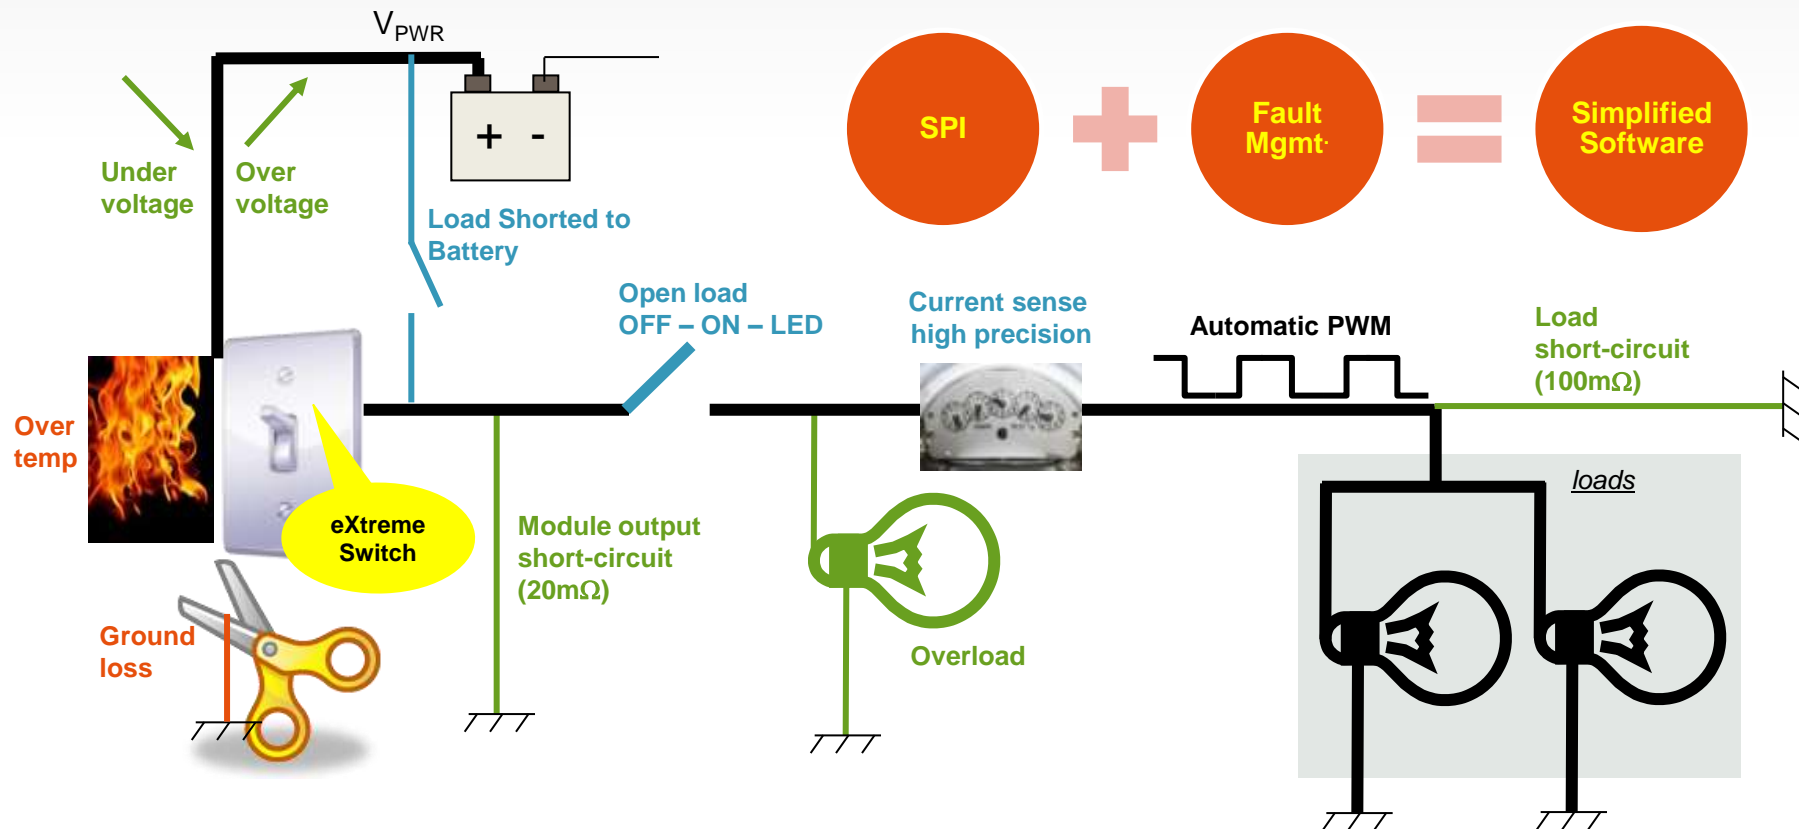 V_PWR
+ -
SPI
Fault
Mgmt.
Simplified
Software
Under
voltage
Over
voltage
Load Shorted to
Battery
Open load
OFF – ON – LED
Current sense
high precision
Automatic PWM
Load
short-circuit
(100mΩ)
Over
temp
eXtreme
Switch
Module output
short-circuit
(20mΩ)
loads
Ground
loss
Overload